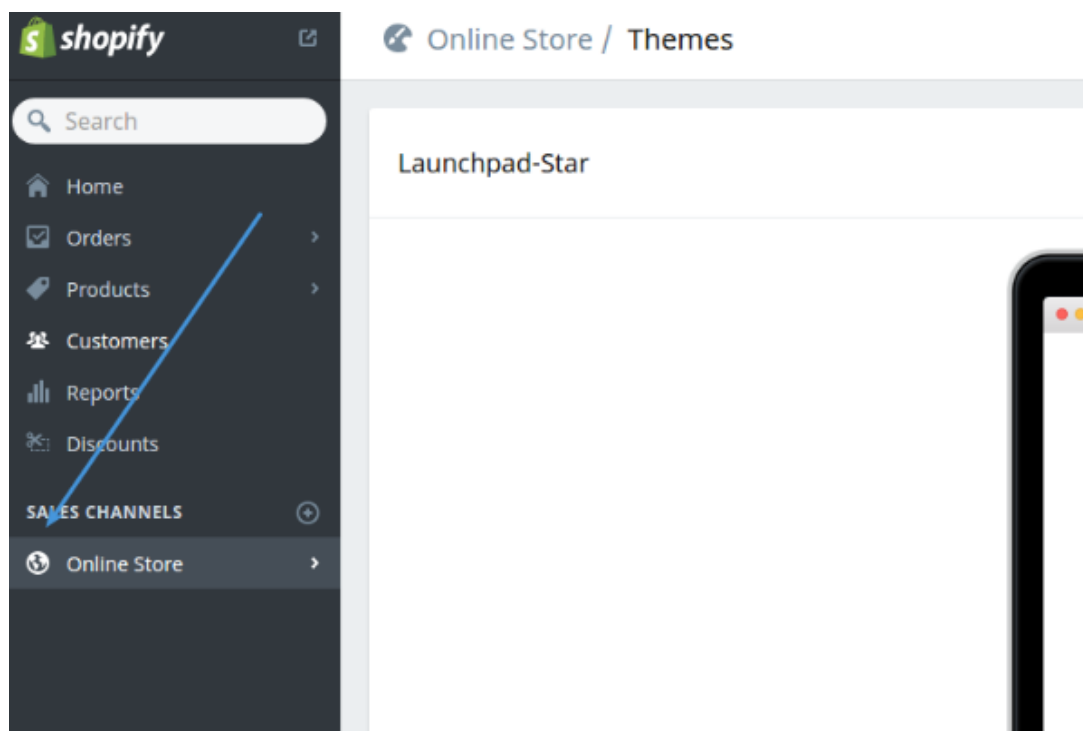 shopify
Online Store / Themes
Search
Launchpad-Star
Home
Orders
Products
Customers
Reports
Discounts
SALES CHANNELS
Online Store